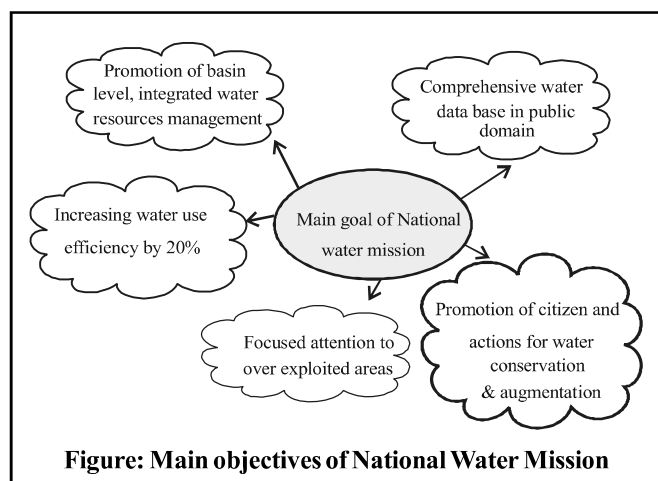 Promotion of basin
level, integrated water
resources management
Comprehensive water
data base in public
domain
Increasing water use
efficiency by 20%
Main goal of National
water mission
Focused attention to
over exploited areas
Promotion of citizen and
actions for water
conservation
& augmentation
Figure: Main objectives of National Water Mission